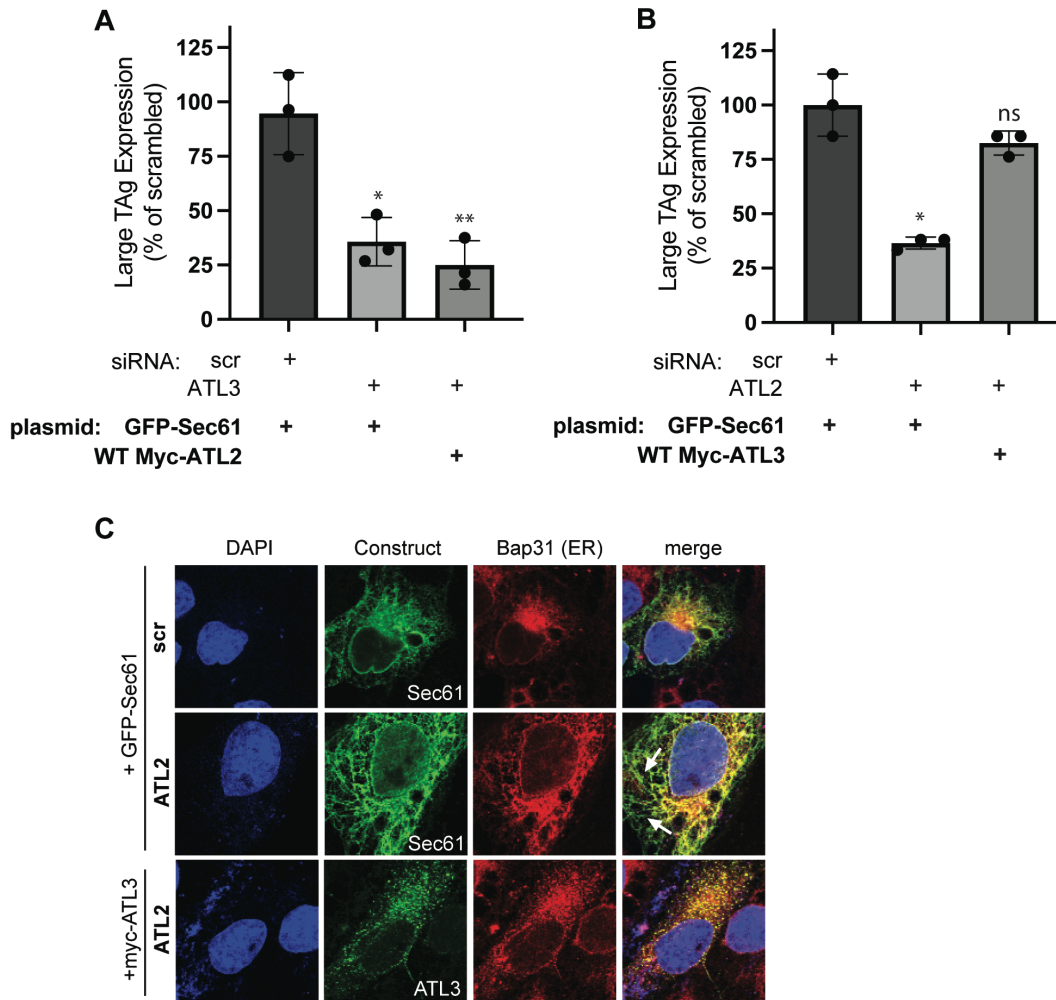 A
Large TAg Expression
(% of scrambled)
125
100
75
50
25
0
*
**
siRNA: scr + 
ATL3 + +
plasmid: GFP-Sec61 + +
WT Myc-ATL2 +
B
Large TAg Expression
(% of scrambled)
125
100
75
50
25
0
*
ns
siRNA: scr +
ATL2 + +
plasmid: GFP-Sec61 + +
WT Myc-ATL3 +
C
DAPI Construct Bap31 (ER) merge
+ GFP-Sec61
scr
Sec61
ATL2
Sec61
+myc-ATL3
ATL2
ATL3